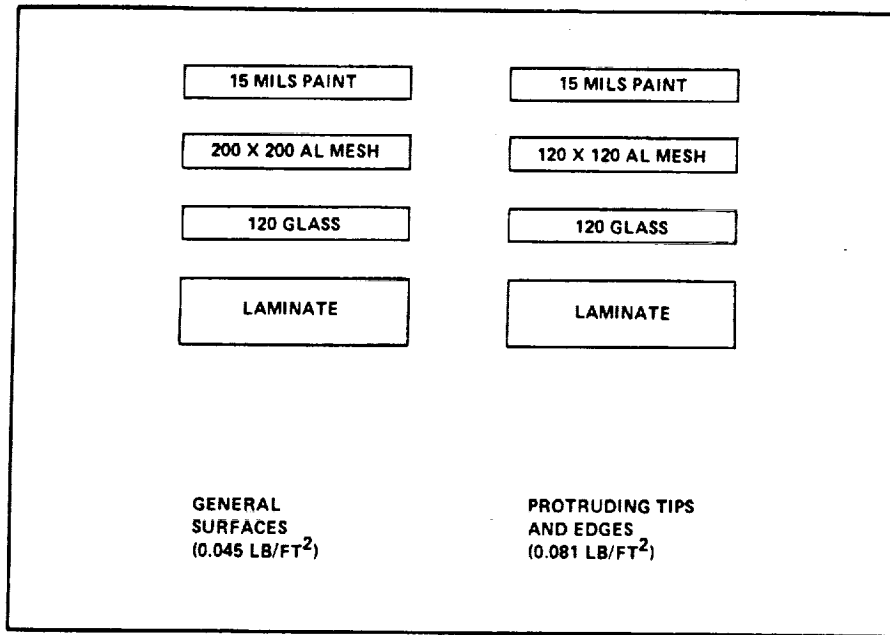 15 MILS PAINT
200 X 200 AL MESH
120 GLASS
LAMINATE
GENERAL
SURFACES
(0.045 LB/FT²)
15 MILS PAINT
120 X 120 AL MESH
120 GLASS
LAMINATE
PROTRUDING TIPS
AND EDGES
(0.081 LB/FT²)